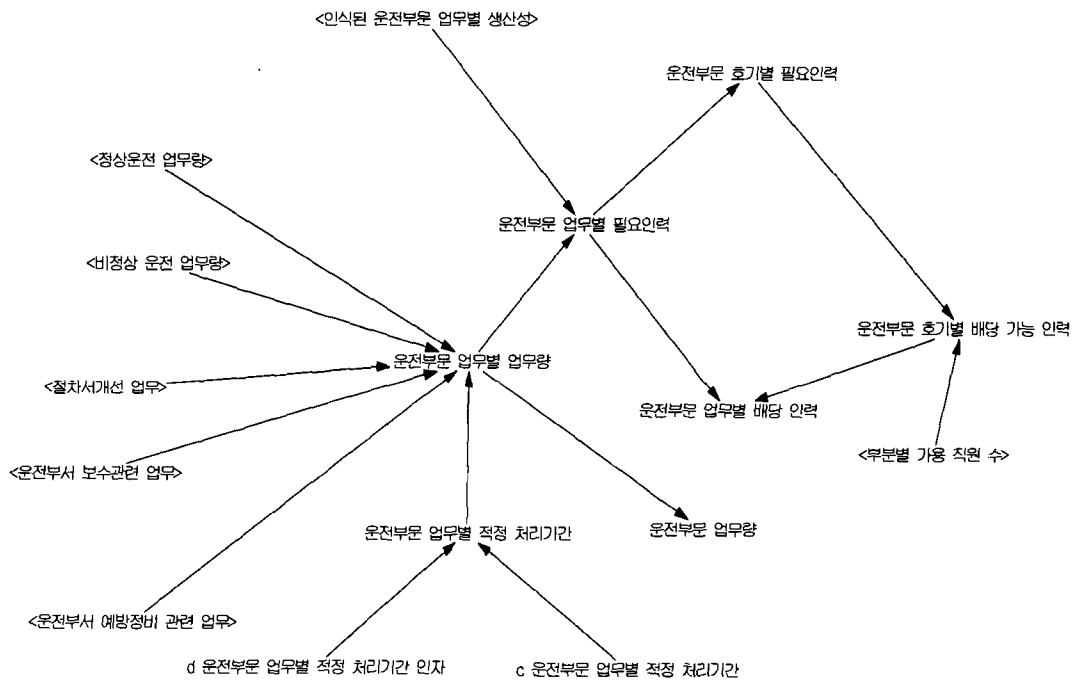 <인식된 운전부문 업무별 생산성>
운전부문 호기별 필요인력
<정상운전 업무량>
운전부문 업무별 필요인력
<비정상 운전 업무량>
운전부문 호기별 배당 가능 인력
운전부문 업무별 업무량
<절차서개선 업무>
운전부문 업무별 배당 인력
<부분별 가용 직원 수>
<운전부서 보수관련 업무>
운전부문 업무량
운전부문 업무별 적정 처리기간
<운전부서 예방정비 관련 업무>
d 운전부문 업무별 적정 처리기간 인자
c 운전부문 업무별 적정 처리기간